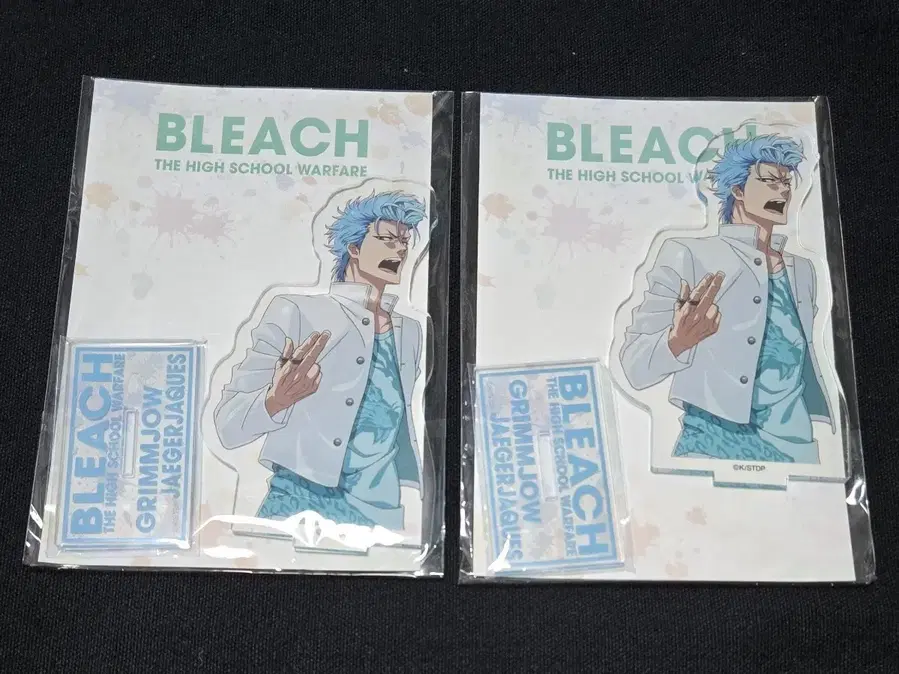 BLEACH
THE HIGH SCHOOL WARFARE
BLEACH
THE HIGH SCHOOL WARFARE
GRIMMJOW
JAEGERJAQUES
BLEACH
THE HIGH SCHOOL WA
BLEACH
THE HIGH SCHOOL WARFARE
GRIMMJOW
JAEGERJAQUES
©K/STDP